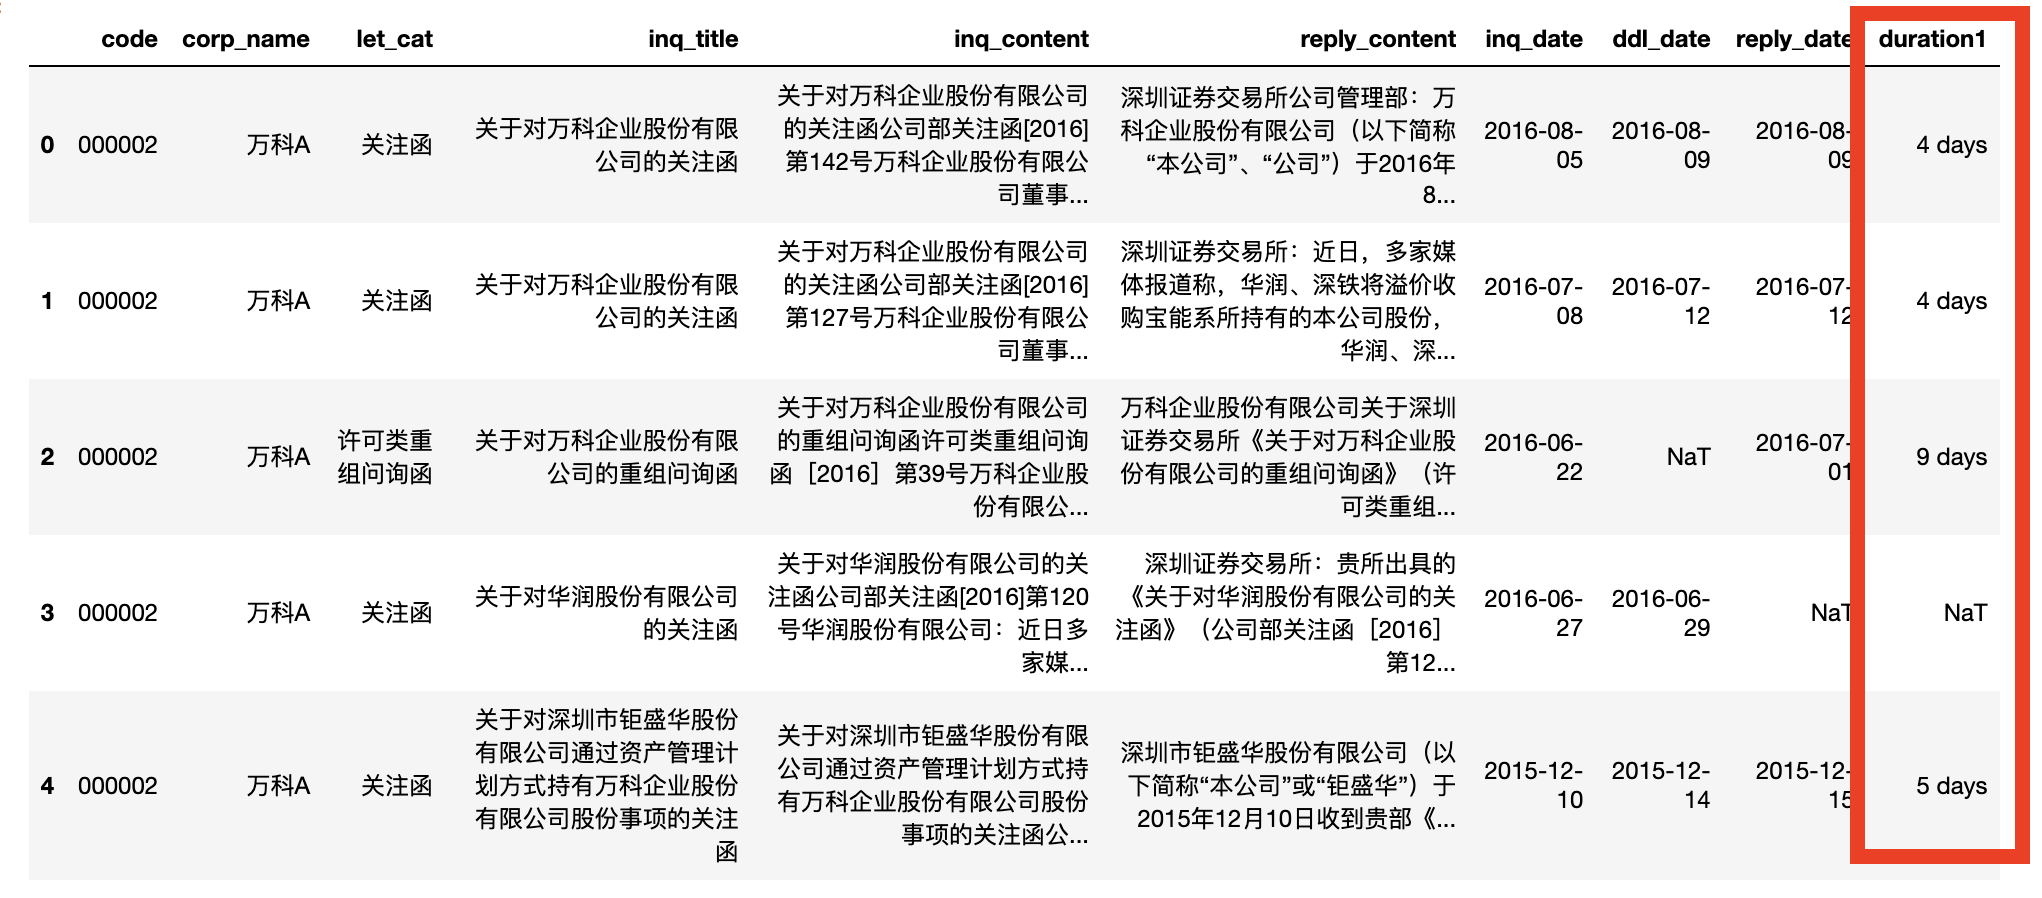 code corp_name let_cat inq_title inq_content reply_content inq_date ddl_date reply_date duration1
0 000002 万科A 关注函
关于对万科企业股份有限
公司的关注函
关于对万科企业股份有限公司
的关注函公司部关注函[2016]
第142号万科企业股份有限公
司董事...
深圳证券交易所公司管理部：万
科企业股份有限公司（以下简称
“本公司”、“公司”）于2016年
8...
2016-08-
05
2016-08-
09
2016-08-
09
4 days
1 000002 万科A 关注函
关于对万科企业股份有限
公司的关注函
关于对万科企业股份有限公司
的关注函公司部关注函[2016]
第127号万科企业股份有限公
司董事...
深圳证券交易所：近日，多家媒
体报道称，华润、深铁将溢价收
购宝能系所持有的本公司股份，
华润、深...
2016-07-
08
2016-07-
12
2016-07-
12
4 days
2 000002 万科A
许可类重
组问询函
关于对万科企业股份有限
公司的重组问询函
关于对万科企业股份有限公司
的重组问询函许可类重组问询
函［2016］第39号万科企业股
份有限公...
万科企业股份有限公司关于深圳
证券交易所《关于对万科企业股
份有限公司的重组问询函》（许
可类重组...
2016-06-
22
NaT
2016-07-
01
9 days
3 000002 万科A 关注函
关于对华润股份有限公司
的关注函
关于对华润股份有限公司的关
注函公司部关注函[2016]第120
号华润股份有限公司：近日多
家媒...
深圳证券交易所：贵所出具的
《关于对华润股份有限公司的关
注函》（公司部关注函［2016］
第12...
2016-06-
27
2016-06-
29
NaT
NaT
4 000002 万科A 关注函
关于对深圳市钜盛华股份
有限公司通过资产管理计
划方式持有万科企业股份
有限公司股份事项的关注
函
关于对深圳市钜盛华股份有限
公司通过资产管理计划方式持
有万科企业股份有限公司股份
事项的关注函公...
深圳市钜盛华股份有限公司（以
下简称“本公司”或“钜盛华”）于
2015年12月10日收到贵部《...
2015-12-
10
2015-12-
14
2015-12-
15
5 days